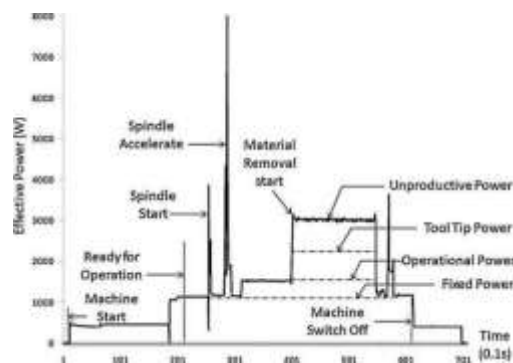 8000
7000
6000
5000
4000
3000
2000
1000
0
Effective Power [W]
Spindle
Accelerate
Material
Removal
start
Unproductive Power
Spindle
Start
Tool Tip Power
Ready for
Operation
Operational Power
Fixed Power
Machine
Start
Machine
Switch Off
Time
(0.1s)
1 101 201 301 401 501 601 701